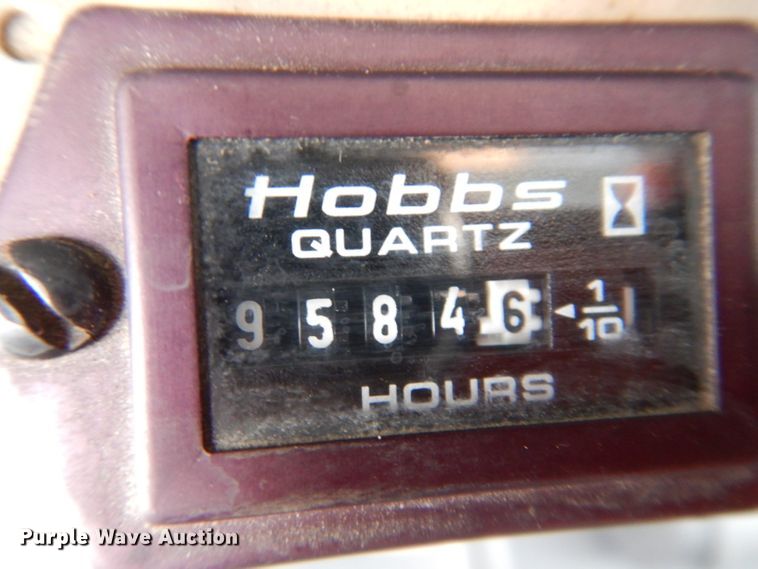 Hobbs
QUARTZ
9 5 8 4 6 ◄ 1/10
HOURS
Purple Wave Auction